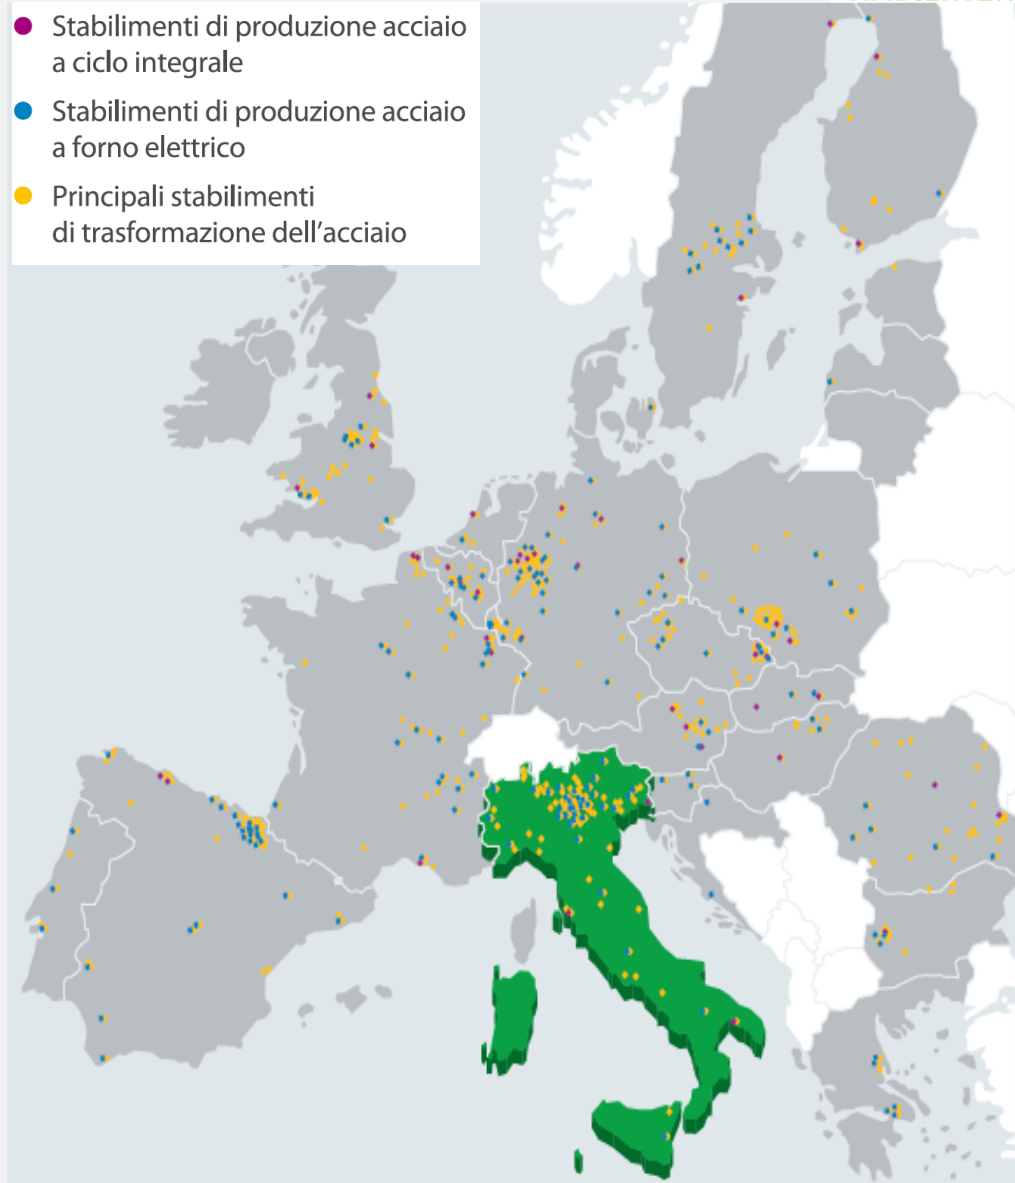 Stabilimenti di produzione acciaio
a ciclo integrale
Stabilimenti di produzione acciaio
a forno elettrico
Principali stabilimenti
di trasformazione dell'acciaio